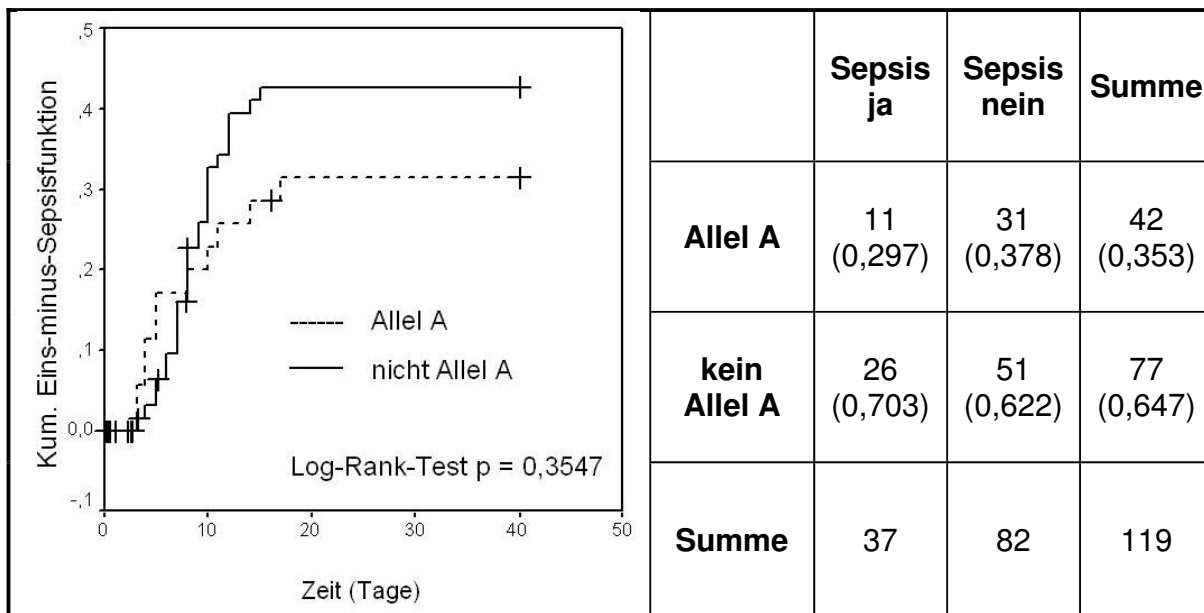 Kum. Eins-minus-Sepsisfunktion
,5
,4
,3
,2
,1
0,0
-,1
0
10
20
30
40
50
Zeit (Tage)
Allel A
nicht Allel A
Log-Rank-Test p = 0,3547
Sepsis ja
Sepsis nein
Summe
Allel A
11 (0,297)
31 (0,378)
42 (0,353)
kein Allel A
26 (0,703)
51 (0,622)
77 (0,647)
Summe
37
82
119